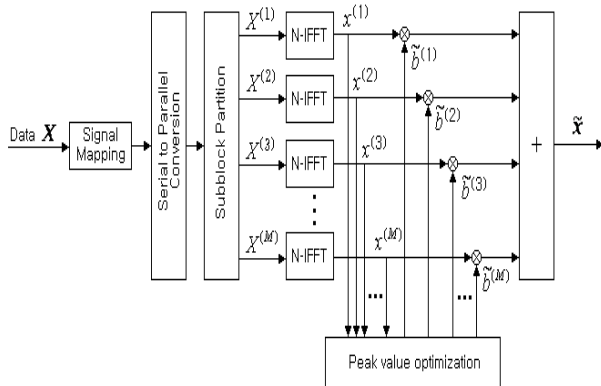 Data X
Signal
Mapping
Serial to Parallel
Conversion
Subblock Partition
X^(1)
N-IFFT
x^(1)
b̃^(1)
X^(2)
N-IFFT
x^(2)
b̃^(2)
X^(3)
N-IFFT
x^(3)
b̃^(3)
X^(M)
N-IFFT
x^(M)
b̃^(M)
+
x̃
Peak value optimization